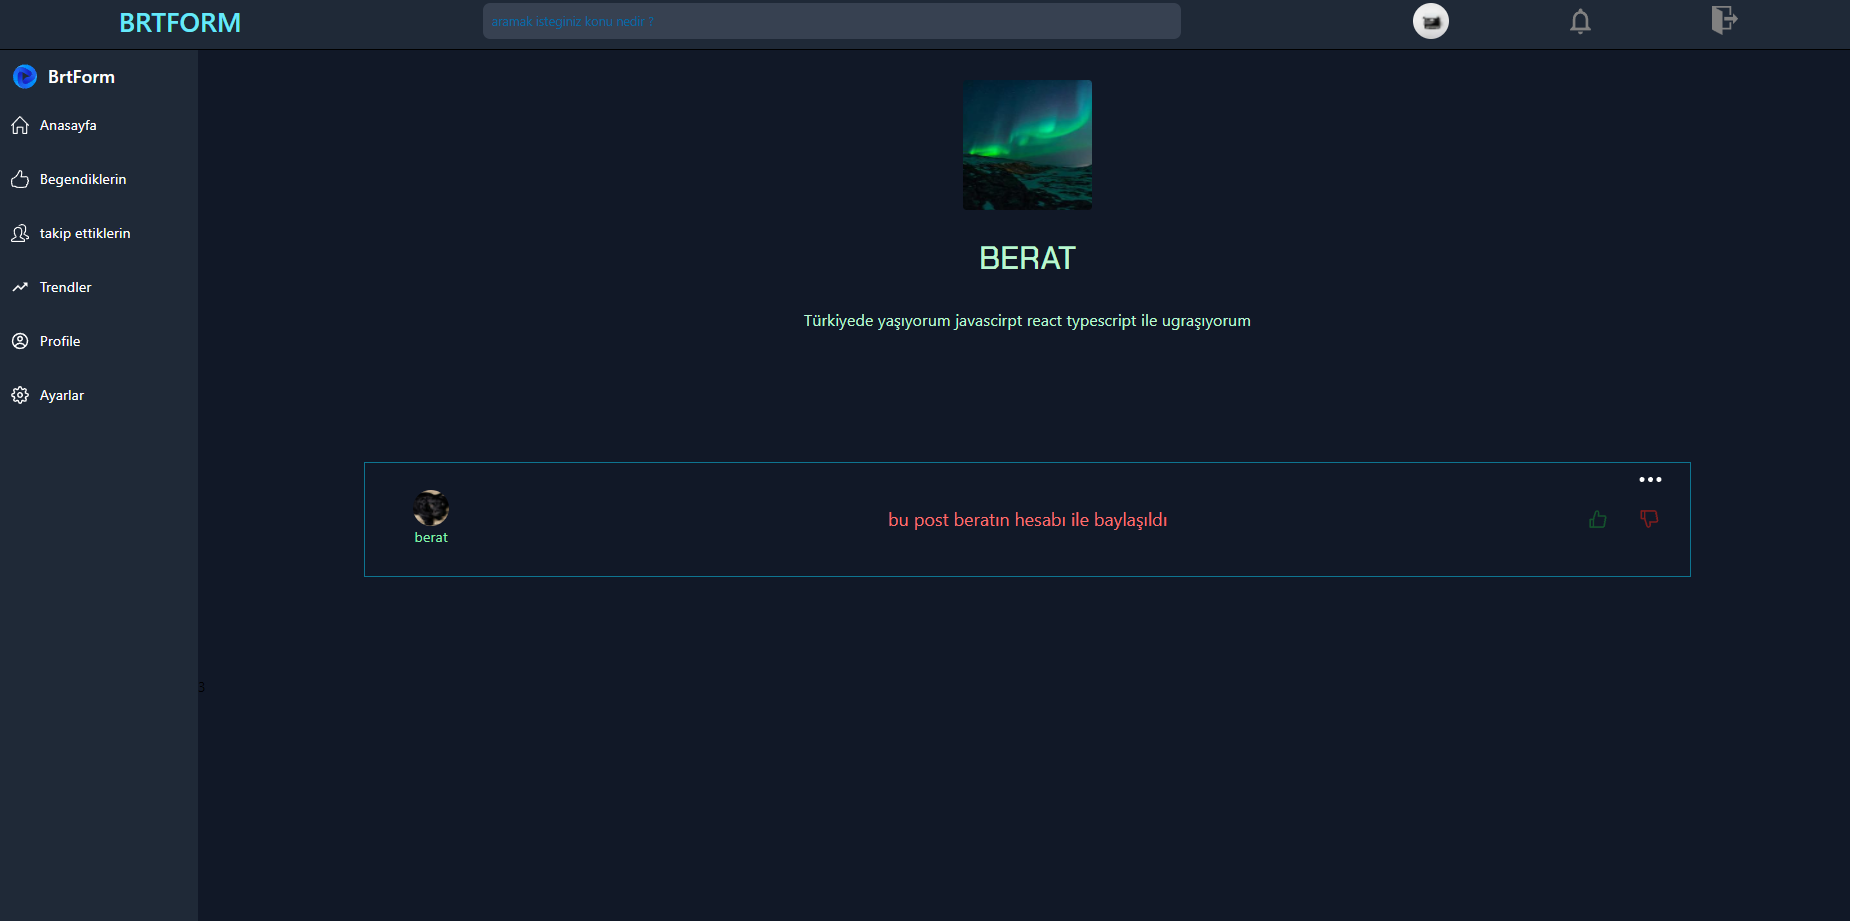 BRTFORM
aramak isteginiz konu nedir ?
BrtForm
Anasayfa
Begendiklerin
takip ettiklerin
Trendler
Profile
Ayarlar
BERAT
Türkiyede yaşıyorum javascirpt react typescript ile ugraşıyorum
bu post beratın hesabı ile baylaşıldı
berat
3